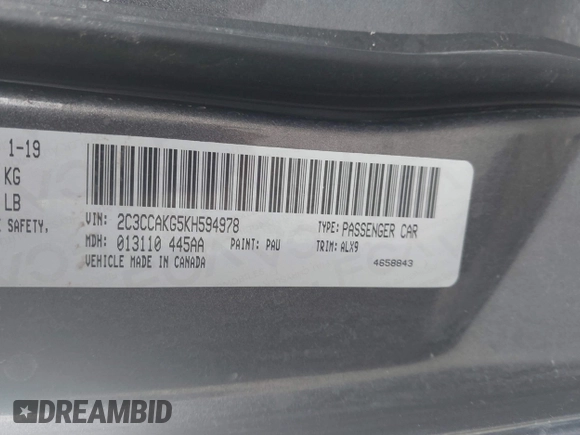 1-19
KG
LB
SAFETY,
VIN: 2C3CCAKG5KH594978
TYPE: PASSENGER CAR
MDH: 013110 445AA
PAINT: PAU
TRIM: ALX9
VEHICLE MADE IN CANADA
4658843
DREAMBID